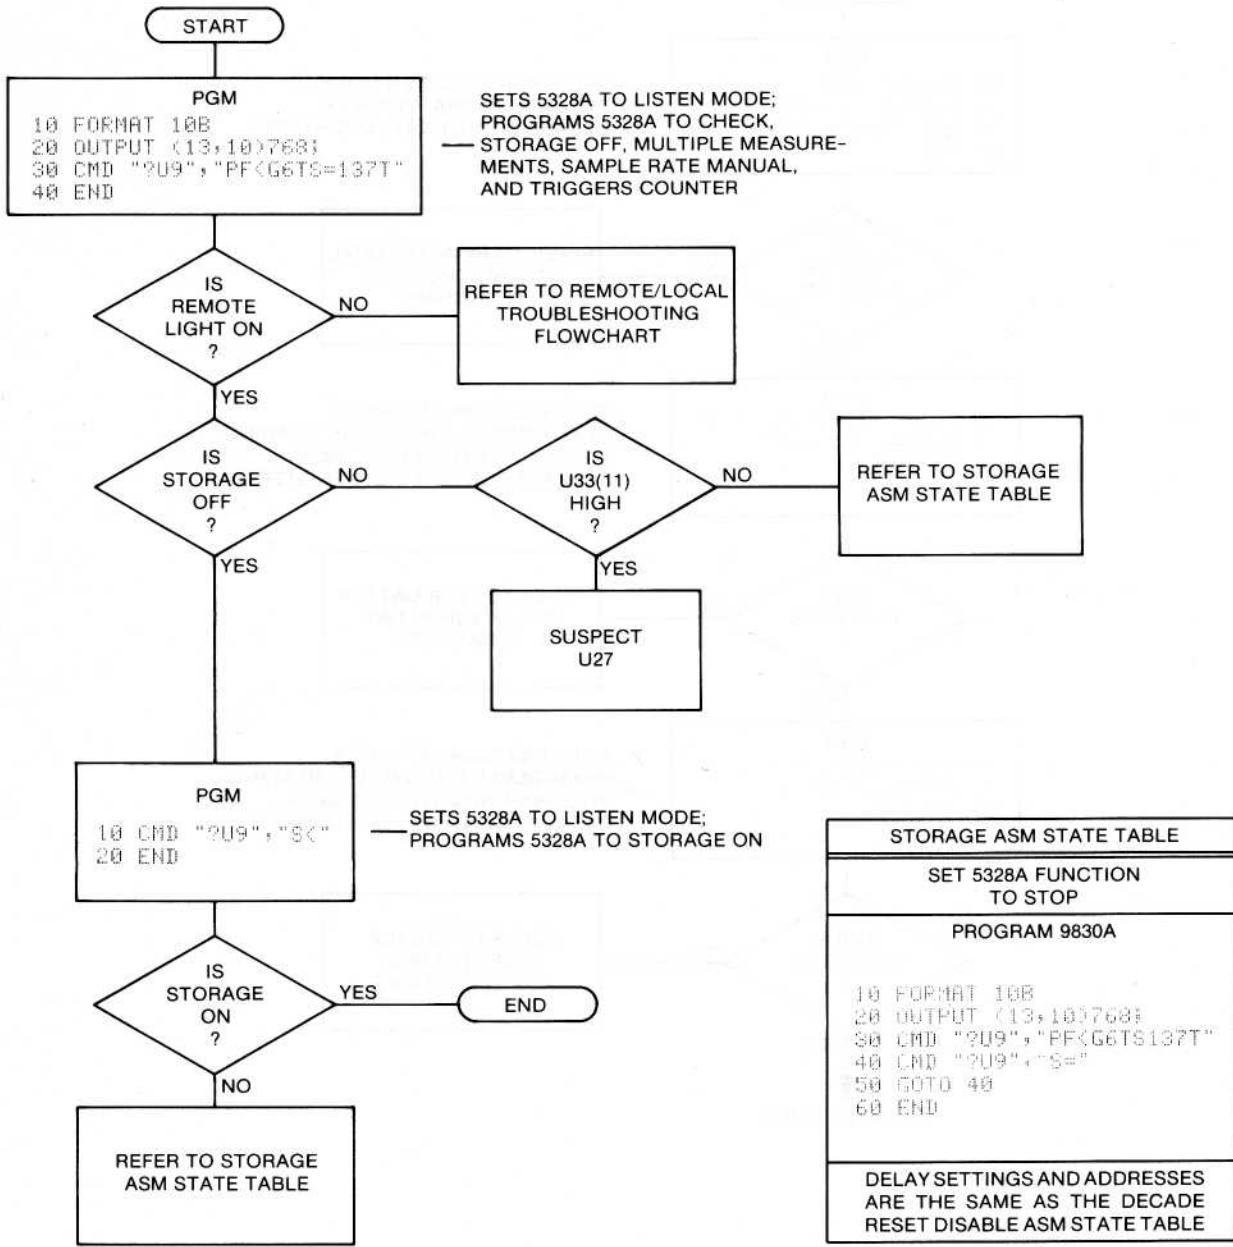 START
PGM
10 FORMAT 10B
20 OUTPUT (13,10)768;
30 CMD "?U9","PF<G6TS=137T"
40 END
SETS 5328A TO LISTEN MODE;
PROGRAMS 5328A TO CHECK,
STORAGE OFF, MULTIPLE MEASURE-
MENTS, SAMPLE RATE MANUAL,
AND TRIGGERS COUNTER
IS
REMOTE
LIGHT ON
?
NO
REFER TO REMOTE/LOCAL
TROUBLESHOOTING
FLOWCHART
YES
IS
STORAGE
OFF
?
NO
IS
U33(11)
HIGH
?
NO
REFER TO STORAGE
ASM STATE TABLE
YES
YES
SUSPECT
U27
PGM
10 CMD "?U9","S<"
20 END
SETS 5328A TO LISTEN MODE;
PROGRAMS 5328A TO STORAGE ON
IS
STORAGE
ON
?
YES
END
NO
REFER TO STORAGE
ASM STATE TABLE
STORAGE ASM STATE TABLE
SET 5328A FUNCTION
TO STOP
PROGRAM 9830A
10 FORMAT 10B
20 OUTPUT (13,10)768;
30 CMD "?U9","PF<G6TS137T"
40 CMD "?U9","S="
50 GOTO 40
60 END
DELAY SETTINGS AND ADDRESSES
ARE THE SAME AS THE DECADE
RESET DISABLE ASM STATE TABLE